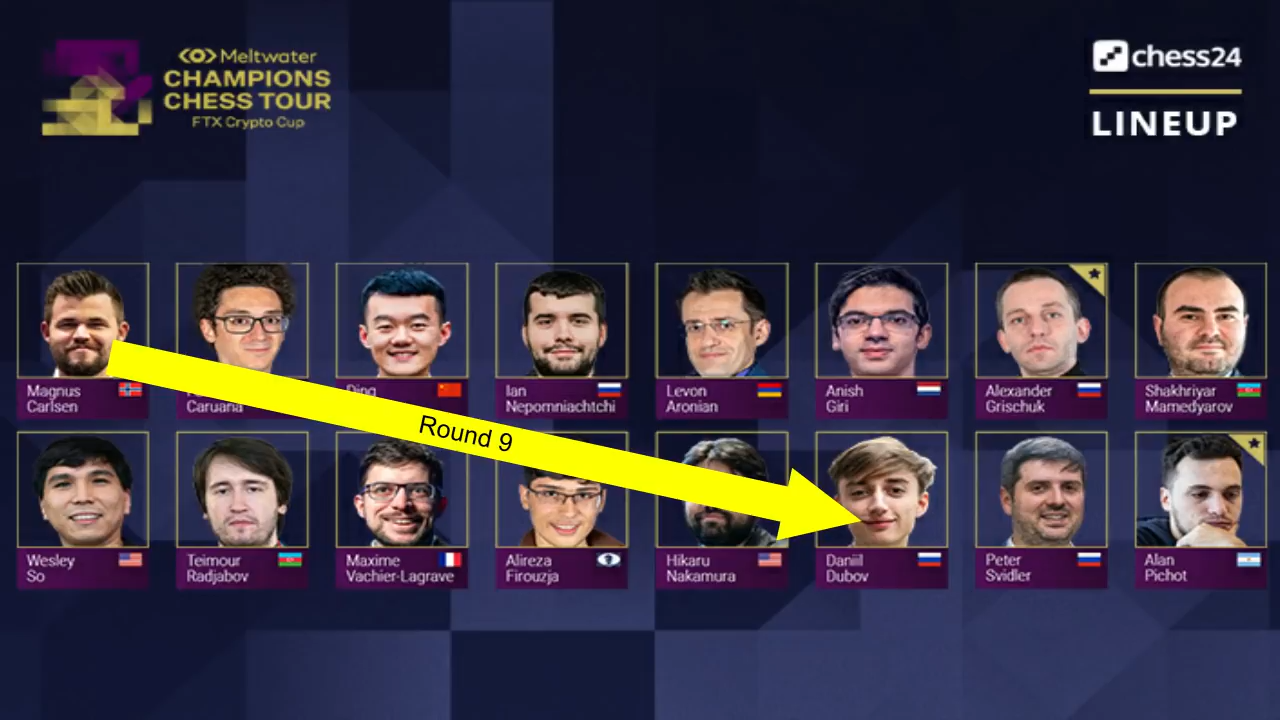 Meltwater
CHAMPIONS
CHESS TOUR
FTX Crypto Cup
chess24
LINEUP
Magnus
Carlsen
Caruana
Ding
Ian
Nepomniachtchi
Levon
Aronian
Anish
Giri
Alexander
Grischuk
Shakhriyar
Mamedyarov
Round 9
Wesley
So
Teimour
Radjabov
Maxime
Vachier-Lagrave
Alireza
Firouzja
Hikaru
Nakamura
Daniil
Dubov
Peter
Svidler
Alan
Pichot